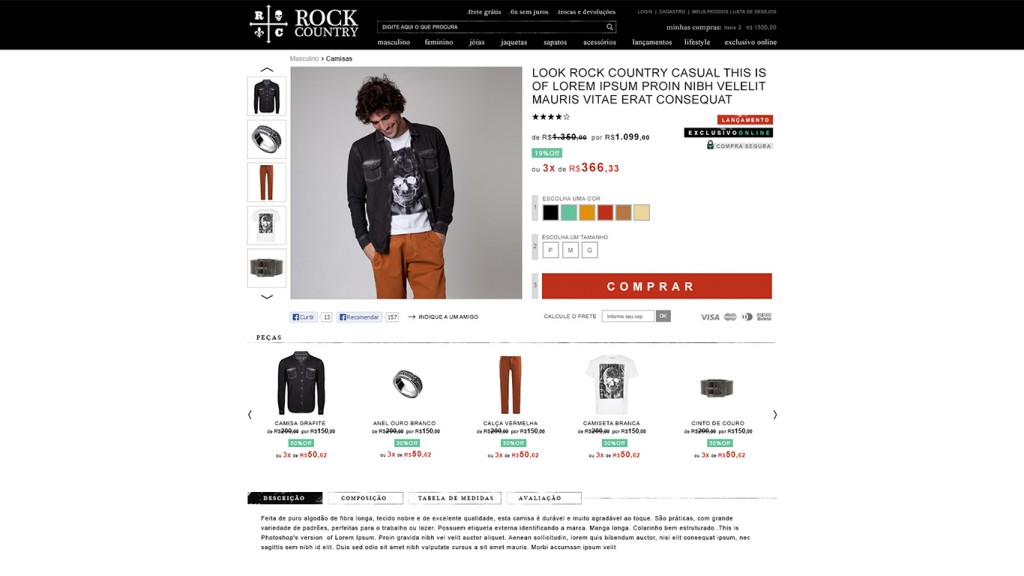 R
C
ROCK
COUNTRY
.frete grátis .6x sem juros .trocas e devoluções
LOGIN | CADASTRO | MEUS PEDIDOS | LISTA DE DESEJOS
DIGITE AQUI O QUE PROCURA
minhas compras: itens 3 R$ 1500,00
masculino feminino jóias jaquetas sapatos acessórios lançamentos lifestyle exclusivo online
Masculino > Camisas
LOOK ROCK COUNTRY CASUAL THIS IS
OF LOREM IPSUM PROIN NIBH VELELIT
MAURIS VITAE ERAT CONSEQUAT
LANÇAMENTO
EXCLUSIVO ONLINE
COMPRA SEGURA
de R$1.350,00 por R$1.099,00
19%Off
ou 3x de R$366,33
1
ESCOLHA UMA COR
2
ESCOLHA UM TAMANHO
P M G
3
COMPRAR
Curtir 13 Recomendar 157 INDIQUE A UM AMIGO
CALCULE O FRETE Informe seu cep OK
VISA
PEÇAS
CAMISA GRAFITE ANEL OURO BRANCO CALÇA VERMELHA CAMISETA BRANCA CINTO DE COURO
de R$200,00 por R$150,00 de R$200,00 por R$150,00 de R$200,00 por R$150,00 de R$200,00 por R$150,00 de R$200,00 por R$150,00
50%Off 30%Off 30%Off 30%Off 30%Off
ou 3x de R$50,62 ou 3x de R$50,62 ou 3x de R$50,62 ou 3x de R$50,62 ou 3x de R$50,62
DESCRIÇÃO COMPOSIÇÃO TABELA DE MEDIDAS AVALIAÇÃO
Feita de puro algodão de fibra longa, tecido nobre e de excelente qualidade, esta camisa é durável e muito agradável ao toque. São práticas, com grande
variedade de padrões, perfeitas para o trabalho ou lazer. Possuem etiqueta externa identificando a marca. Manga longa. Colarinho bem estruturado .This is
Photoshop's version of Lorem Ipsum. Proin gravida nibh vel velit auctor aliquet. Aenean sollicitudin, lorem quis bibendum auctor, nisi elit consequat ipsum, nec
sagittis sem nibh id elit. Duis sed odio sit amet nibh vulputate cursus a sit amet mauris. Morbi accumsan ipsum velit